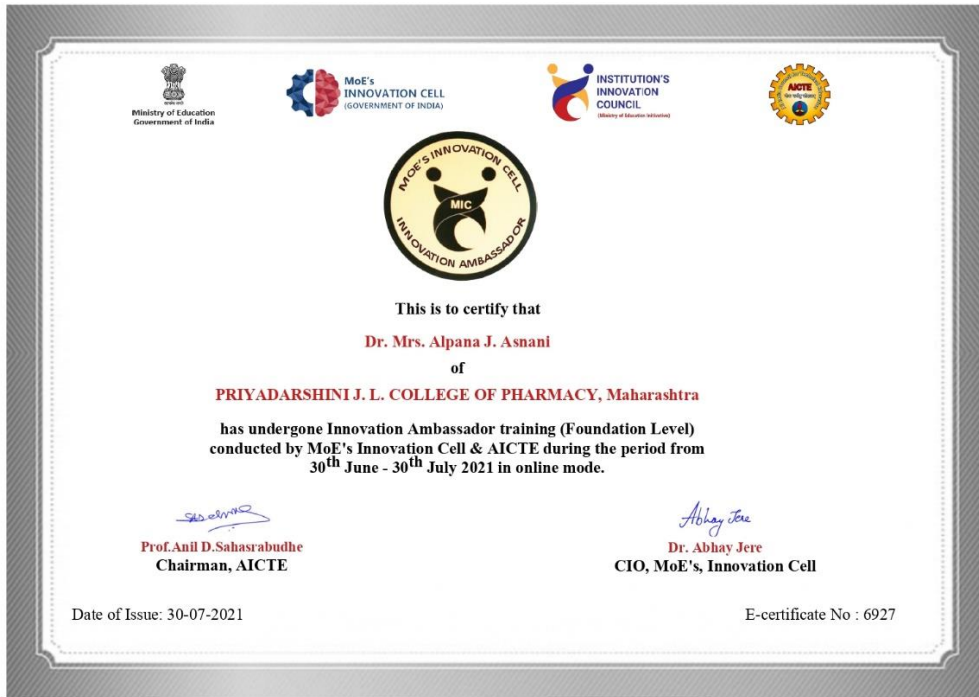 Ministry of Education
Government of India
MoE's
INNOVATION CELL
(GOVERNMENT OF INDIA)
INSTITUTION'S
INNOVATION
COUNCIL
(Ministry of Education Initiative)
AICTE
MOE'S INNOVATION CELL
MIC
INNOVATION AMBASSADOR
This is to certify that
Dr. Mrs. Alpana J. Asnani
of
PRIYADARSHINI J. L. COLLEGE OF PHARMACY, Maharashtra
has undergone Innovation Ambassador training (Foundation Level)
conducted by MoE's Innovation Cell & AICTE during the period from
30th June - 30th July 2021 in online mode.
Abhay Jere
Prof.Anil D.Sahasrabudhe
Dr. Abhay Jere
Chairman, AICTE
CIO, MoE's, Innovation Cell
Date of Issue: 30-07-2021
E-certificate No : 6927